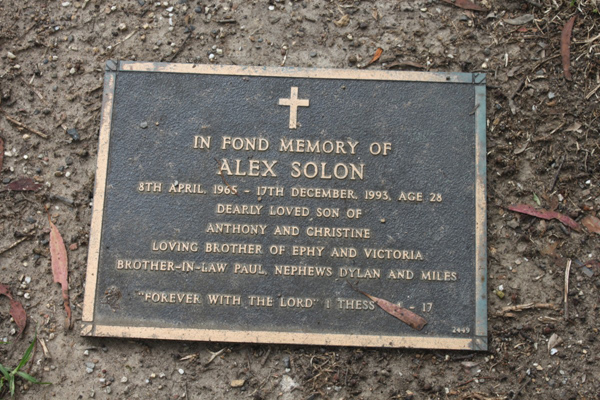 IN FOND MEMORY OF
ALEX SOLON
8TH APRIL, 1965 - 17TH DECEMBER, 1993, AGE 28
DEARLY LOVED SON OF
ANTHONY AND CHRISTINE
LOVING BROTHER OF EPHY AND VICTORIA
BROTHER-IN-LAW PAUL, NEPHEWS DYLAN AND MILES
"FOREVER WITH THE LORD" I THESS - 17
2449